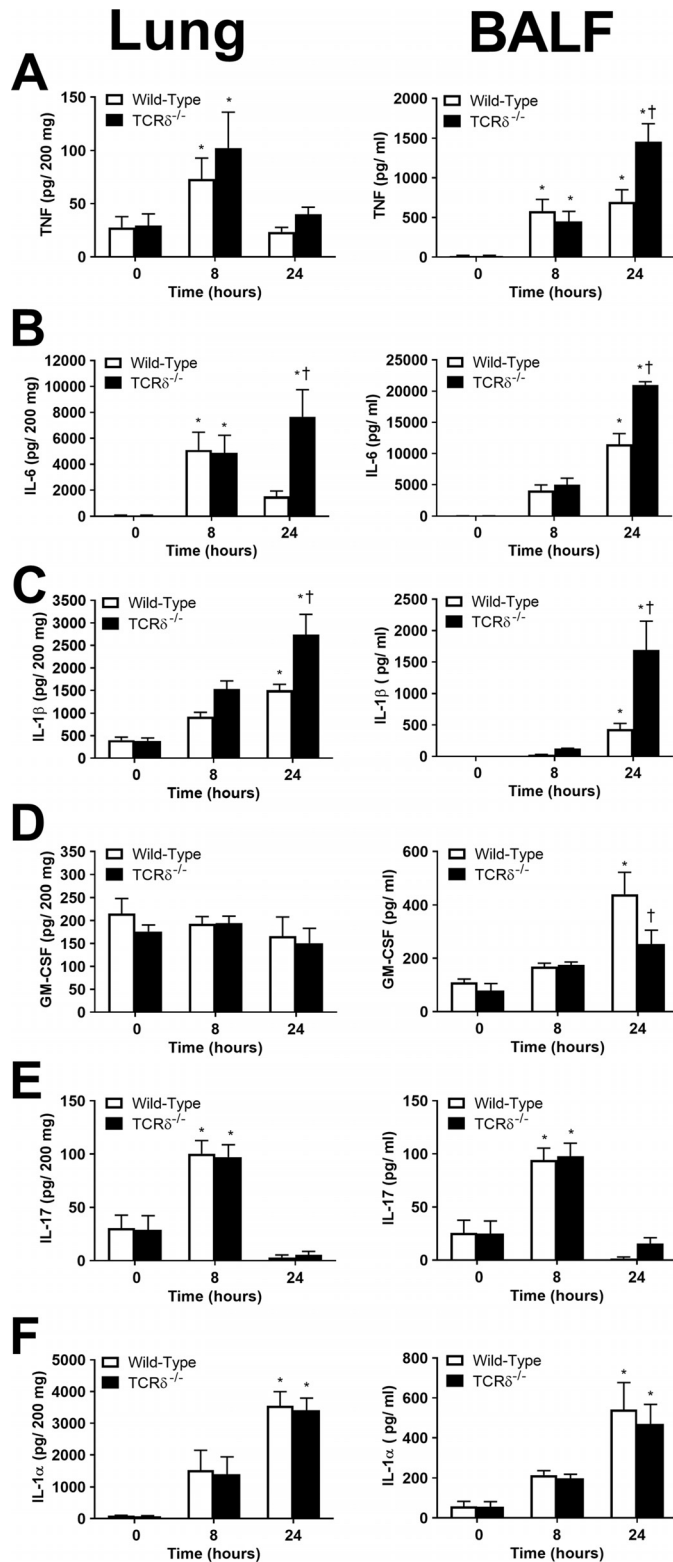 Lung BALF
A
Wild-Type
TCRδ-/-
150
100
50
0
TNF (pg/ 200 mg)
* *
0 8 24
Time (hours)
Wild-Type
TCRδ-/-
2000
1500
1000
500
0
TNF (pg/ ml)
* * * *†
0 8 24
Time (hours)
B
Wild-Type
TCRδ-/-
12000
10000
8000
6000
4000
2000
0
IL-6 (pg/ 200 mg)
* * *†
0 8 24
Time (hours)
Wild-Type
TCRδ-/-
25000
20000
15000
10000
5000
0
IL-6 (pg/ ml)
* *†
0 8 24
Time (hours)
C
Wild-Type
TCRδ-/-
3500
3000
2500
2000
1500
1000
500
0
IL-1β (pg/ 200 mg)
* *†
0 8 24
Time (hours)
Wild-Type
TCRδ-/-
2500
2000
1500
1000
500
0
IL-1β ( pg/ ml)
* *†
0 8 24
Time (hours)
D
Wild-Type
TCRδ-/-
350
300
250
200
150
100
50
0
GM-CSF (pg/ 200 mg)
0 8 24
Time (hours)
Wild-Type
TCRδ-/-
600
400
200
0
GM-CSF (pg/ ml)
* †
0 8 24
Time (hours)
E
Wild-Type
TCRδ-/-
150
100
50
0
IL-17 (pg/ 200 mg)
* *
0 8 24
Time (hours)
Wild-Type
TCRδ-/-
150
100
50
0
IL-17 (pg/ ml)
* *
0 8 24
Time (hours)
F
Wild-Type
TCRδ-/-
5000
4000
3000
2000
1000
0
IL-1α (pg/ 200 mg)
* *
0 8 24
Time (hours)
Wild-Type
TCRδ-/-
800
600
400
200
0
IL-1α ( pg/ ml)
* *
0 8 24
Time (hours)